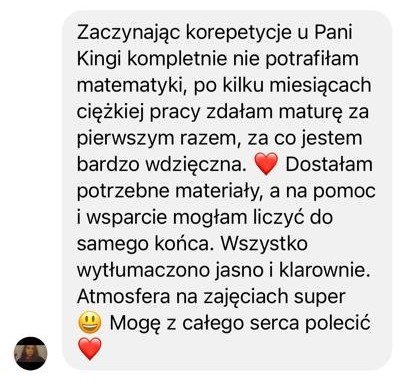 Zaczynając korepetycje u Pani
Kingi kompletnie nie potrafiłam
matematyki, po kilku miesiącach
ciężkiej pracy zdałam maturę za
pierwszym razem, za co jestem
bardzo wdzięczna. ❤️ Dostałam
potrzebne materiały, a na pomoc
i wsparcie mogłam liczyć do
samego końca. Wszystko
wytłumaczono jasno i klarownie.
Atmosfera na zajęciach super
😃 Mogę z całego serca polecić
❤️